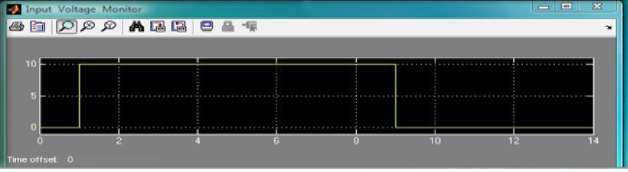 Input Voltage Monitor
10
5
0
0 2 4 6 8 10 12 14
Time offset: 0